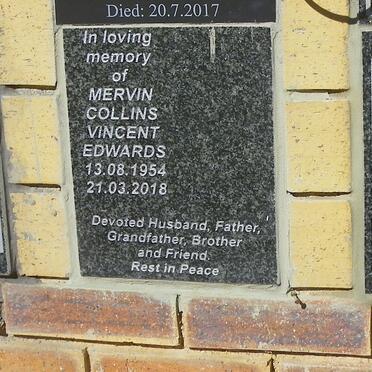 Died: 20.7.2017
In loving
memory
of
MERVIN
COLLINS
VINCENT
EDWARDS
13.08.1954
21.03.2018
Devoted Husband, Father,
Grandfather, Brother
and Friend.
Rest in Peace